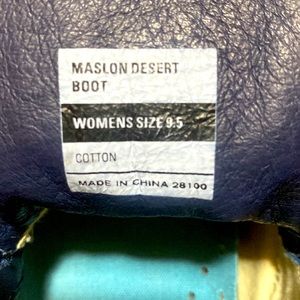 MASLON DESERT
BOOT
WOMENS SIZE 9.5
COTTON
MADE IN CHINA 28100